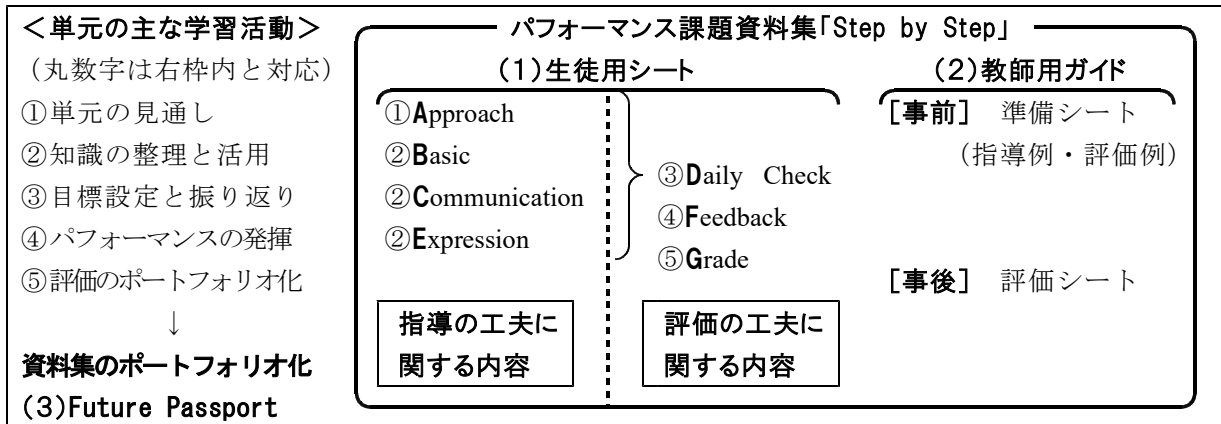 ＜単元の主な学習活動＞
（丸数字は右枠内と対応）
①単元の見通し
②知識の整理と活用
③目標設定と振り返り
④パフォーマンスの発揮
⑤評価のポートフォリオ化
↓
資料集のポートフォリオ化
(3)Future Passport
パフォーマンス課題資料集「Step by Step」
(1)生徒用シート
①Approach
②Basic
②Communication
②Expression
③Daily Check
④Feedback
⑤Grade
指導の工夫に
関する内容
評価の工夫に
関する内容
(2)教師用ガイド
[事前] 準備シート
（指導例・評価例）
[事後] 評価シート